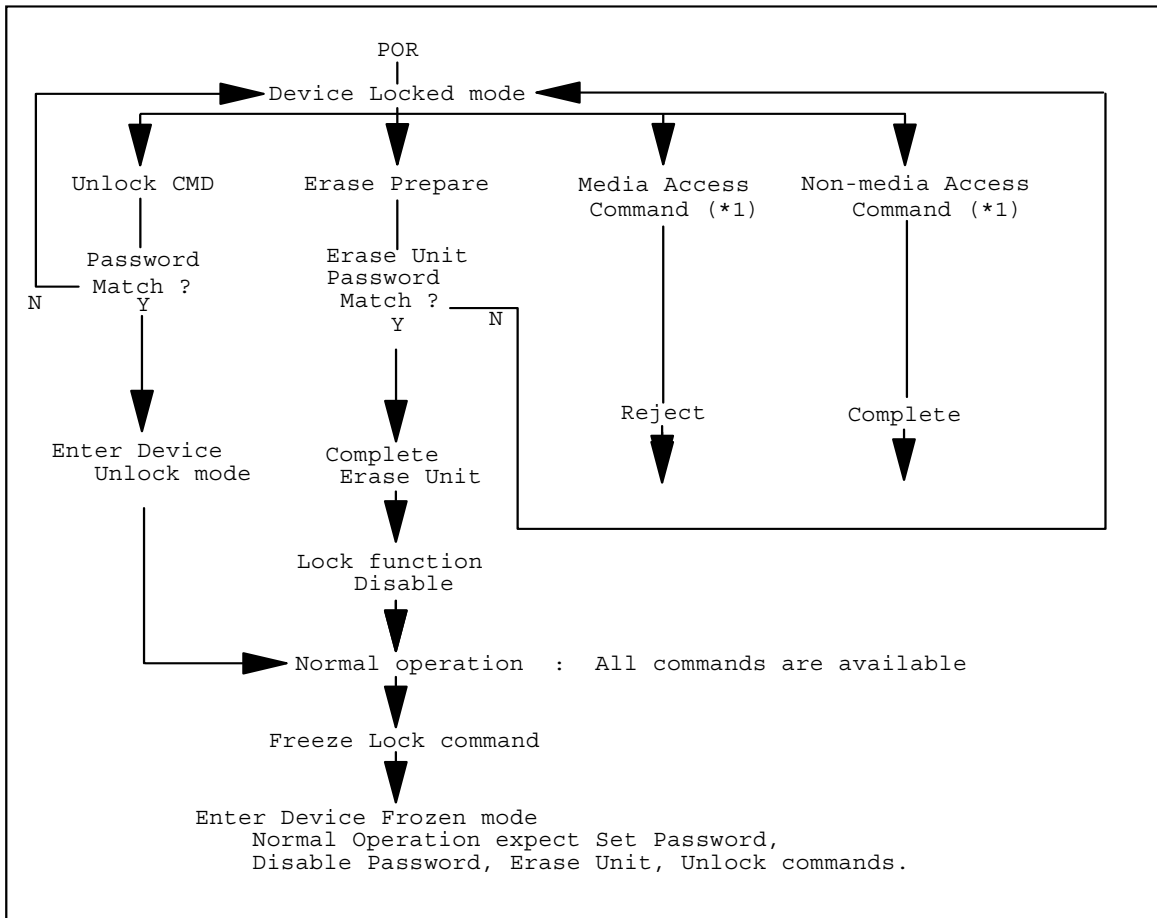 POR
Device Locked mode
Unlock CMD
Erase Prepare
Media Access
Command (*1)
Non-media Access
Command (*1)
Password
Match ?
N
Y
Erase Unit
Password
Match ?
Y
N
Reject
Complete
Enter Device
Unlock mode
Complete
Erase Unit
Lock function
Disable
Normal operation : All commands are available
Freeze Lock command
Enter Device Frozen mode
Normal Operation expect Set Password,
Disable Password, Erase Unit, Unlock commands.